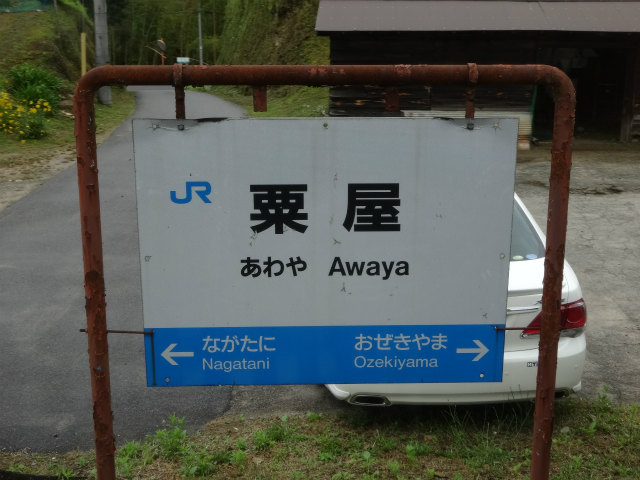 JR
粟屋
あわや Awaya
← ながたに おぜきやま →
Nagatani Ozekiyama